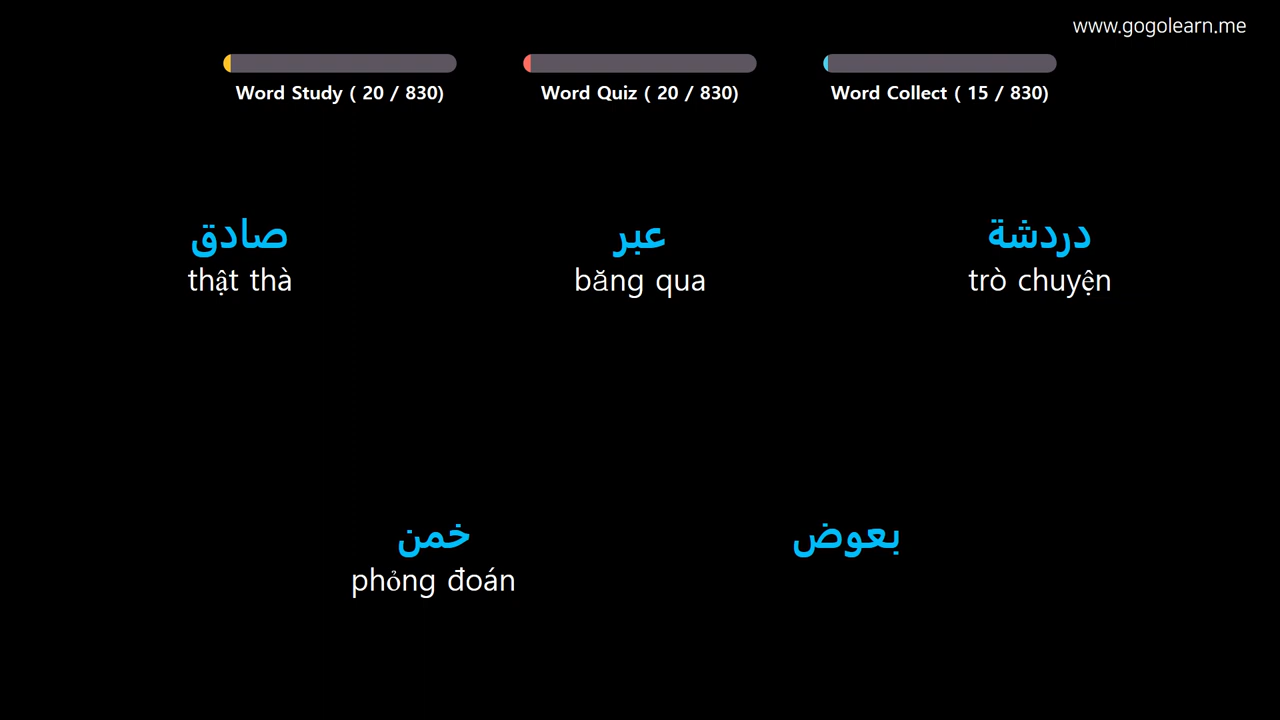 www.gogolearn.me
Word Study ( 20 / 830)
Word Quiz ( 20 / 830)
Word Collect ( 15 / 830)
صادق
thật thà
عبر
băng qua
دردشة
trò chuyện
خمن
phỏng đoán
بعوض